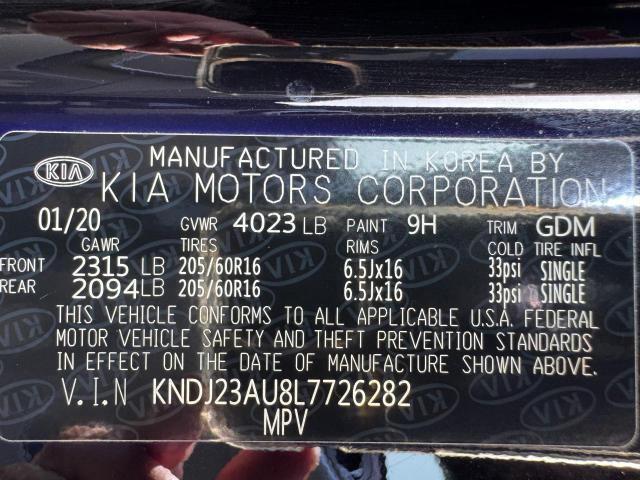 MANUFACTURED IN KOREA BY
KIA KIA MOTORS CORPORATION
01/20 GVWR 4023 LB PAINT 9H TRIM GDM
GAWR TIRES RIMS COLD TIRE INFL
FRONT 2315 LB 205/60R16 6.5Jx16 33psi SINGLE
REAR 2094 LB 205/60R16 6.5Jx16 33psi SINGLE
THIS VEHICLE CONFORMS TO ALL APPLICABLE U.S.A. FEDERAL
MOTOR VEHICLE SAFETY AND THEFT PREVENTION STANDARDS
IN EFFECT ON THE DATE OF MANUFACTURE SHOWN ABOVE.
V.I.N KNDJ23AU8L7726282
MPV